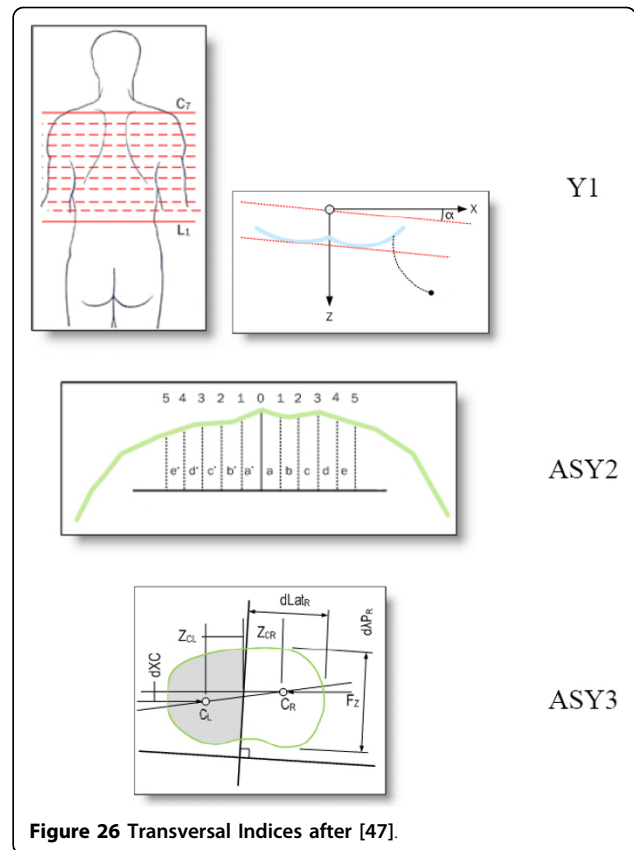 C7
L1
Y1
X
α
Z
5 4 3 2 1 0 1 2 3 4 5
e' d' c' b' a' a b c d e
ASY2
dLatR
ZCL
ZCR
dλPR
dXC
CL
CR
FZ
ASY3
Figure 26 Transversal Indices after [47].